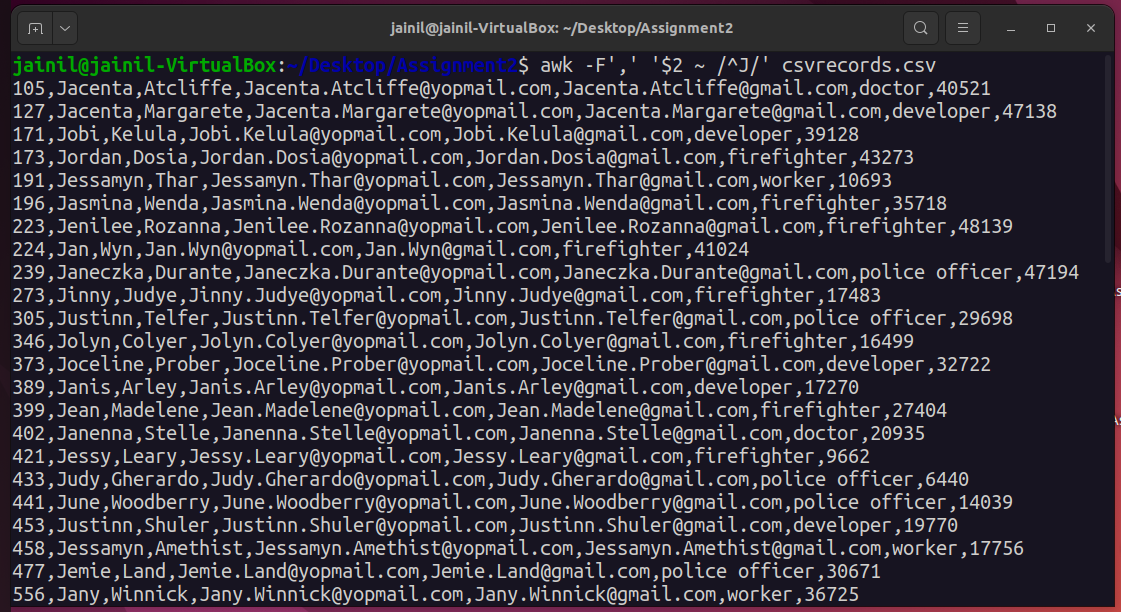 jainil@jainil-VirtualBox: ~/Desktop/Assignment2
jainil@jainil-VirtualBox:~/Desktop/Assignment2$ awk -F',' '$2 ~ /^J/' csvrecords.csv
105,Jacenta,Atcliffe,Jacenta.Atcliffe@yopmail.com,Jacenta.Atcliffe@gmail.com,doctor,40521
127,Jacenta,Margarete,Jacenta.Margarete@yopmail.com,Jacenta.Margarete@gmail.com,developer,47138
171,Jobi,Kelula,Jobi.Kelula@yopmail.com,Jobi.Kelula@gmail.com,developer,39128
173,Jordan,Dosia,Jordan.Dosia@yopmail.com,Jordan.Dosia@gmail.com,firefighter,43273
191,Jessamyn,Thar,Jessamyn.Thar@yopmail.com,Jessamyn.Thar@gmail.com,worker,10693
196,Jasmina,Wenda,Jasmina.Wenda@yopmail.com,Jasmina.Wenda@gmail.com,firefighter,35718
223,Jenilee,Rozanna,Jenilee.Rozanna@yopmail.com,Jenilee.Rozanna@gmail.com,firefighter,48139
224,Jan,Wyn,Jan.Wyn@yopmail.com,Jan.Wyn@gmail.com,firefighter,41024
239,Janeczka,Durante,Janeczka.Durante@yopmail.com,Janeczka.Durante@gmail.com,police officer,47194
273,Jinny,Judye,Jinny.Judye@yopmail.com,Jinny.Judye@gmail.com,firefighter,17483
305,Justinn,Telfer,Justinn.Telfer@yopmail.com,Justinn.Telfer@gmail.com,police officer,29698
346,Jolyn,Colyer,Jolyn.Colyer@yopmail.com,Jolyn.Colyer@gmail.com,firefighter,16499
373,Joceline,Prober,Joceline.Prober@yopmail.com,Joceline.Prober@gmail.com,developer,32722
389,Janis,Arley,Janis.Arley@yopmail.com,Janis.Arley@gmail.com,developer,17270
399,Jean,Madelene,Jean.Madelene@yopmail.com,Jean.Madelene@gmail.com,firefighter,27404
402,Janenna,Stelle,Janenna.Stelle@yopmail.com,Janenna.Stelle@gmail.com,doctor,20935
421,Jessy,Leary,Jessy.Leary@yopmail.com,Jessy.Leary@gmail.com,firefighter,9662
433,Judy,Gherardo,Judy.Gherardo@yopmail.com,Judy.Gherardo@gmail.com,police officer,6440
441,June,Woodberry,June.Woodberry@yopmail.com,June.Woodberry@gmail.com,police officer,14039
453,Justinn,Shuler,Justinn.Shuler@yopmail.com,Justinn.Shuler@gmail.com,developer,19770
458,Jessamyn,Amethist,Jessamyn.Amethist@yopmail.com,Jessamyn.Amethist@gmail.com,worker,17756
477,Jemie,Land,Jemie.Land@yopmail.com,Jemie.Land@gmail.com,police officer,30671
556,Jany,Winnick,Jany.Winnick@yopmail.com,Jany.Winnick@gmail.com,worker,36725